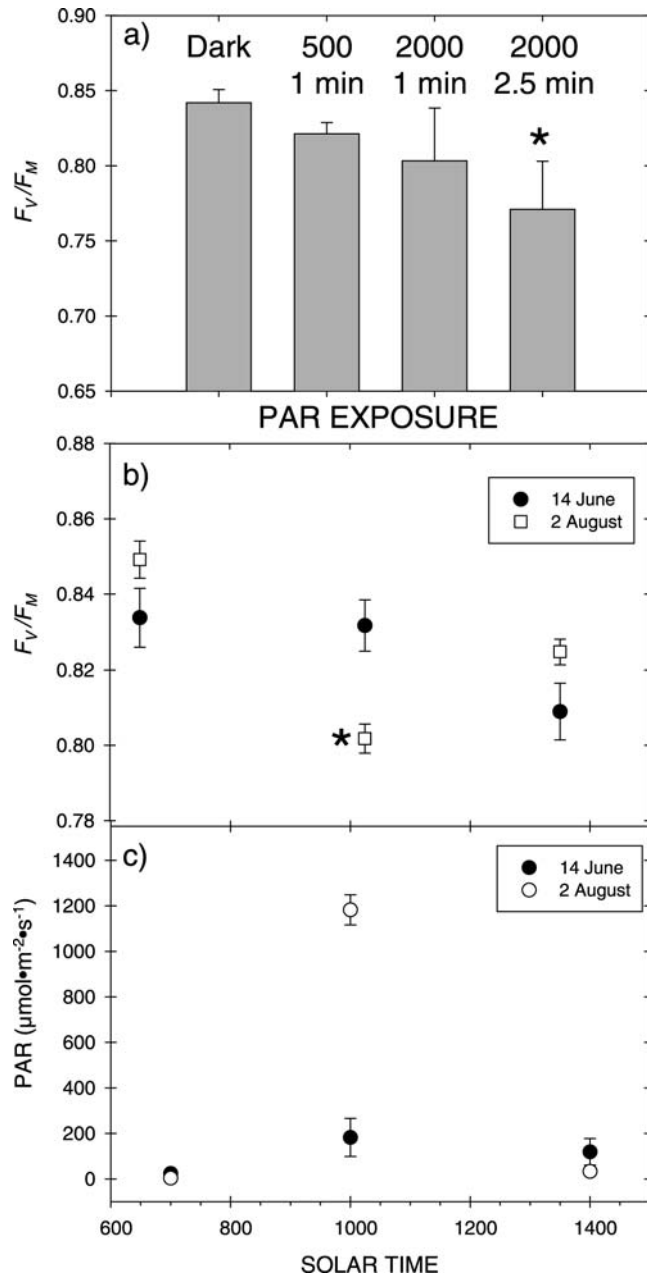 a)
Dark 500 2000 2000
1 min 1 min 2.5 min
*
0.90
0.85
0.80
0.75
0.70
0.65
FV/FM
PAR EXPOSURE
b)
14 June
2 August
*
0.88
0.86
0.84
0.82
0.80
0.78
FV/FM
c)
14 June
2 August
1400
1200
1000
800
600
400
200
0
PAR (µmol•m⁻²•s⁻¹)
600 800 1000 1200 1400
SOLAR TIME